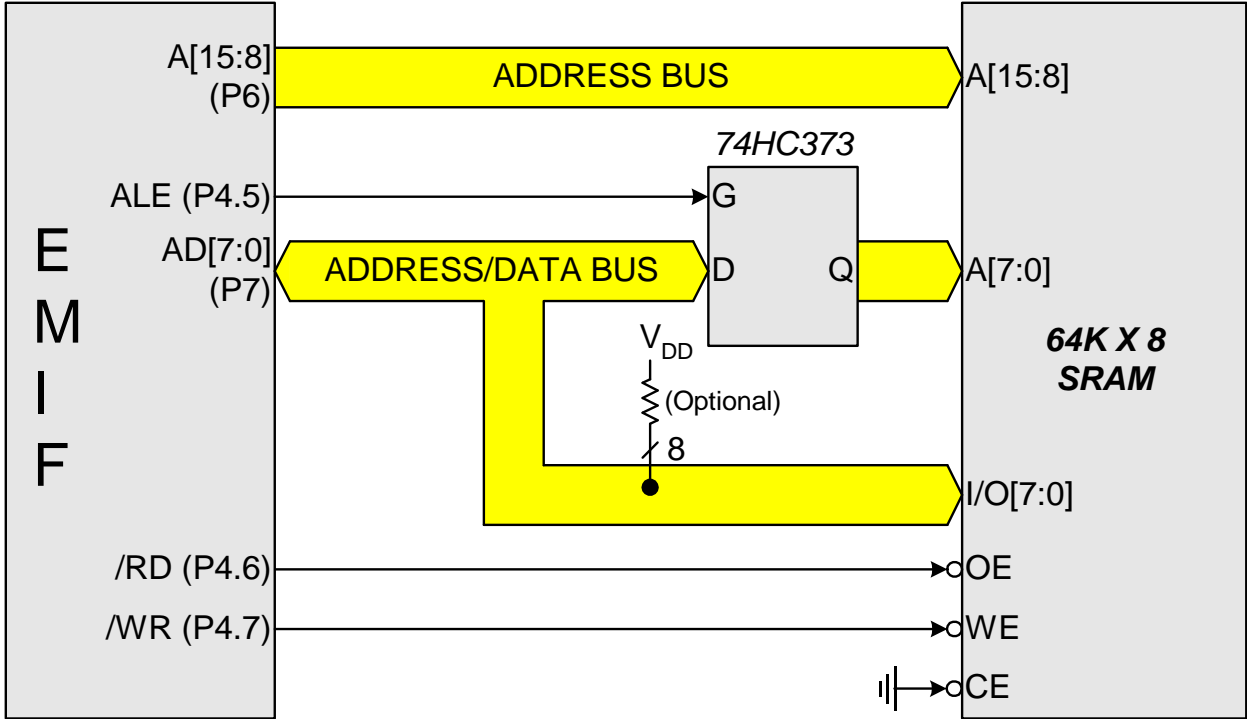 E
M
I
F
A[15:8]
(P6)
ADDRESS BUS
A[15:8]
74HC373
ALE (P4.5)
G
AD[7:0]
(P7)
ADDRESS/DATA BUS
D
Q
A[7:0]
VDD
(Optional)
8
64K X 8
SRAM
I/O[7:0]
/RD (P4.6)
OE
/WR (P4.7)
WE
CE